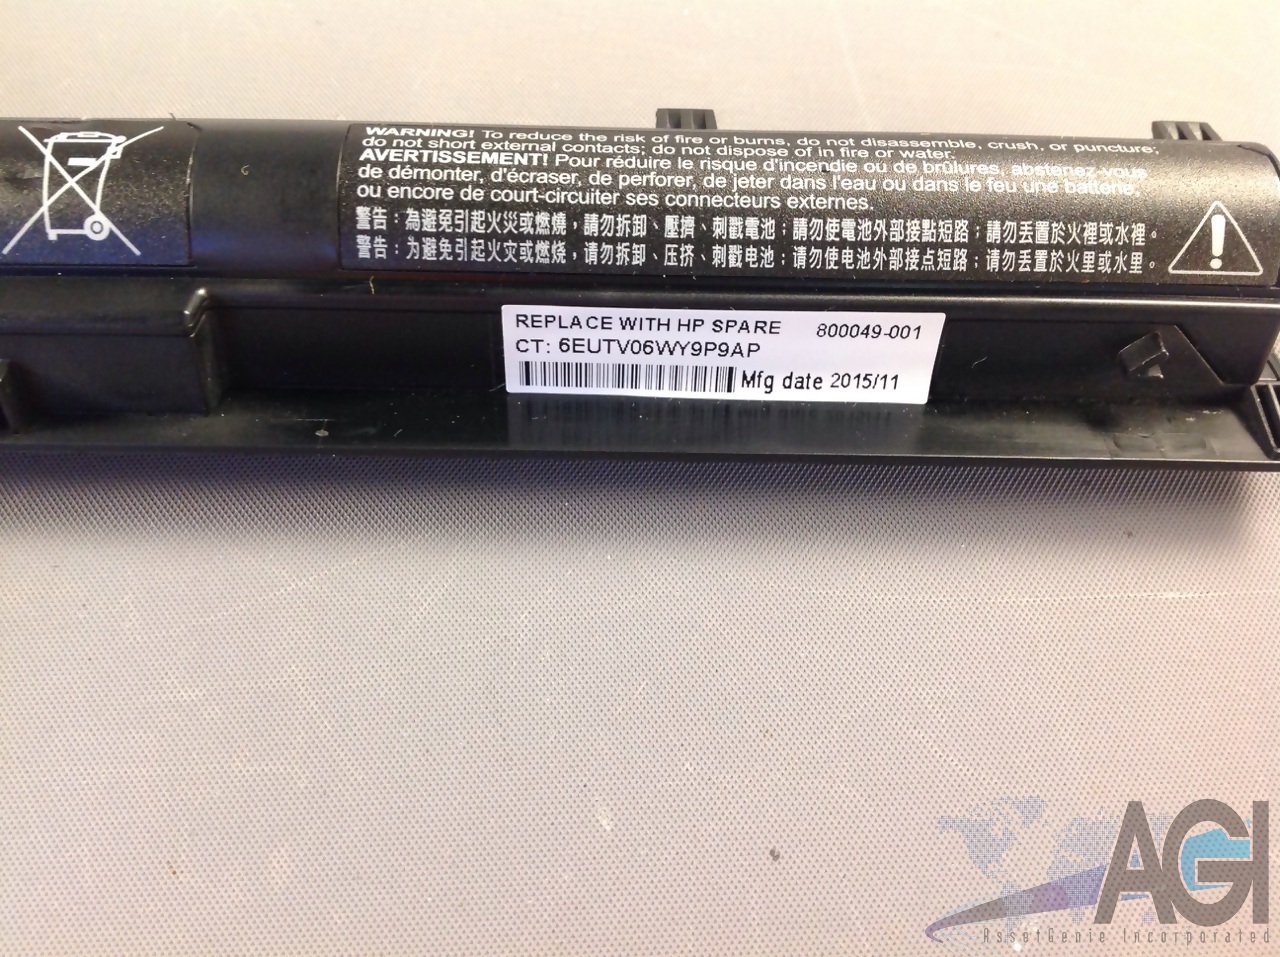 WARNING! To reduce the risk of fire or burns, do not disassemble, crush, or puncture;
do not short external contacts; do not dispose of in fire or water.
AVERTISSEMENT! Pour réduire le risque d'incendie ou de brûlures, abstenez-vous
de démonter, d'écraser, de perforer, de jeter dans l'eau ou dans le feu une batterie,
ou encore de court-circuiter ses connecteurs externes.
警告：為避免引起火災或燃燒，請勿拆卸、壓擠、刺戳電池；請勿使電池外部接點短路；請勿丟置於火裡或水裡。
警告：为避免引起火灾或燃烧，请勿拆卸、压挤、刺戳电池；请勿使电池外部接点短路；请勿丢置於火里或水里。
REPLACE WITH HP SPARE 800049-001
CT: 6EUTV06WY9P9AP
Mfg date 2015/11
AGI
AssetGenie Incorporated